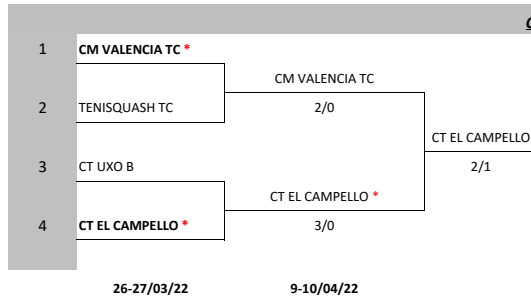 C
1 CM VALENCIA TC *
CM VALENCIA TC
2 TENISQUASH TC 2/0
CT EL CAMPELLO
3 CT UXO B 2/1
CT EL CAMPELLO *
4 CT EL CAMPELLO * 3/0
26-27/03/22 9-10/04/22